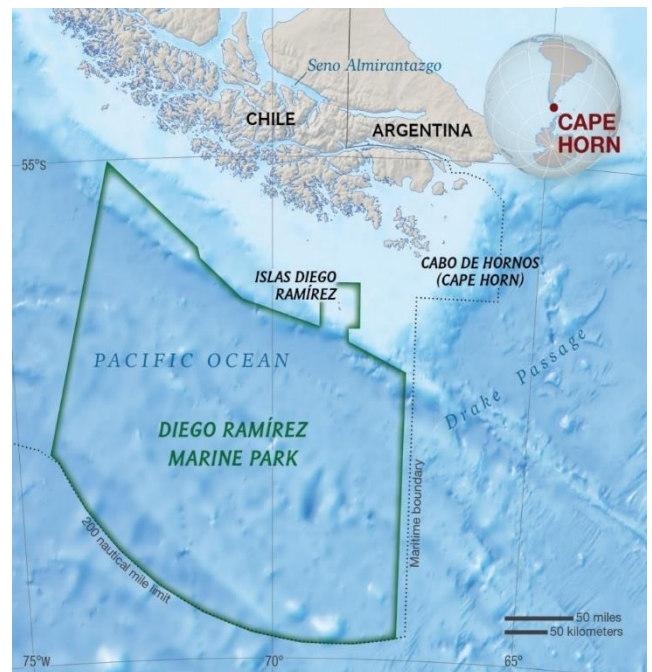 Seno Almirantazgo
CHILE
ARGENTINA
CAPE
HORN
55°S
ISLAS DIEGO
RAMÍREZ
CABO DE HORNOS
(CAPE HORN)
PACIFIC OCEAN
Drake Passage
DIEGO RAMÍREZ
MARINE PARK
Maritime boundary
200 nautical mile limit
50 miles
50 kilometers
75°W
70°
65°